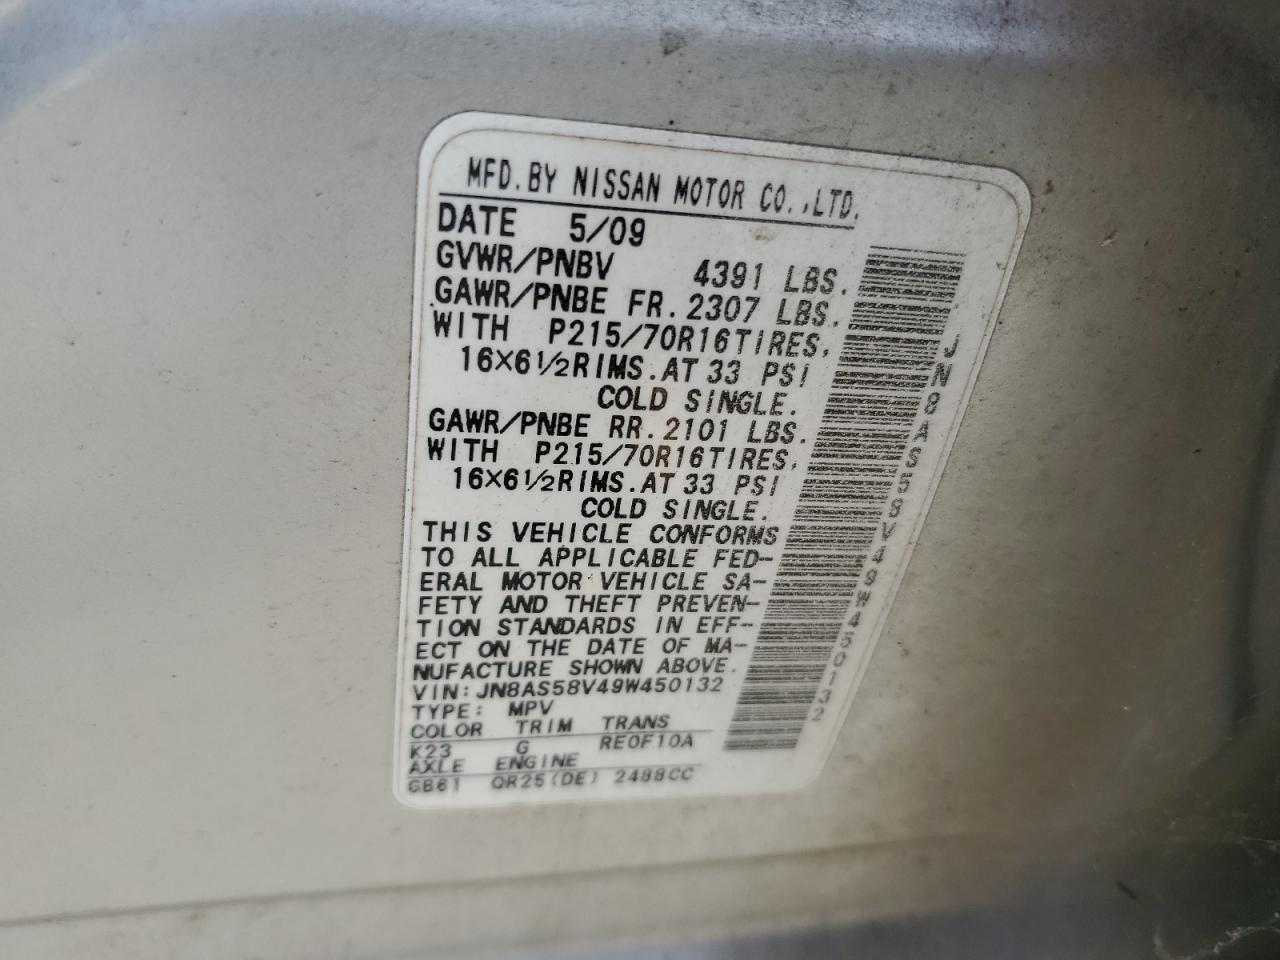 MFD. BY NISSAN MOTOR CO.,LTD.
DATE 5/09
GVWR/PNBV 4391 LBS.
GAWR/PNBE FR. 2307 LBS.
WITH P215/70R16TIRES,
16X6½RIMS. AT 33 PSI
COLD SINGLE.
GAWR/PNBE RR. 2101 LBS.
WITH P215/70R16TIRES,
16X6½RIMS. AT 33 PSI
COLD SINGLE.
THIS VEHICLE CONFORMS
TO ALL APPLICABLE FED-
ERAL MOTOR VEHICLE SA-
FETY AND THEFT PREVEN-
TION STANDARDS IN EFF-
ECT ON THE DATE OF MA-
NUFACTURE SHOWN ABOVE.
VIN: JN8AS58V49W450132
TYPE: MPV
COLOR TRIM TRANS
K23 G RE0F10A
AXLE ENGINE
GB61 QR25(DE) 2488CC
JN8AS58V49W450132